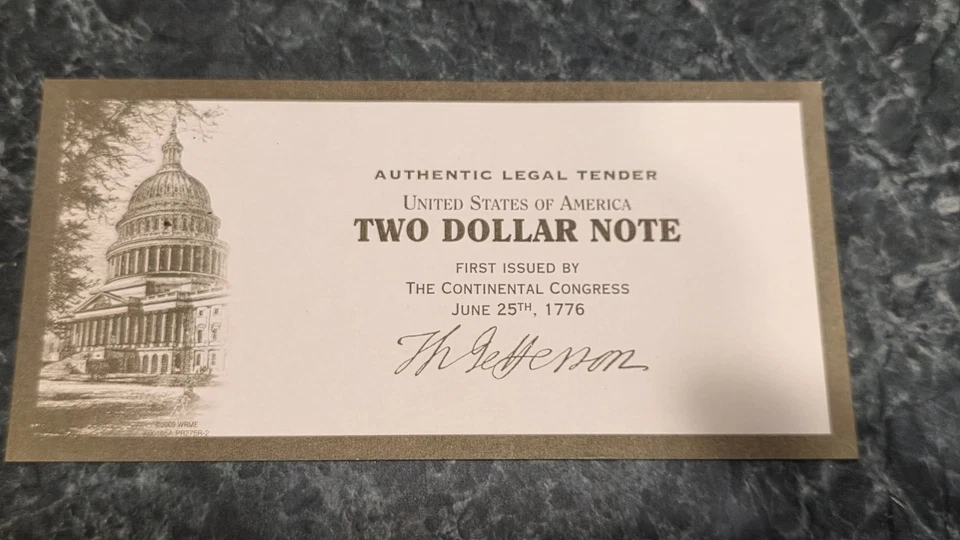 AUTHENTIC LEGAL TENDER
UNITED STATES OF AMERICA
TWO DOLLAR NOTE
FIRST ISSUED BY
THE CONTINENTAL CONGRESS
JUNE 25TH, 1776
Th Jefferson
WRME